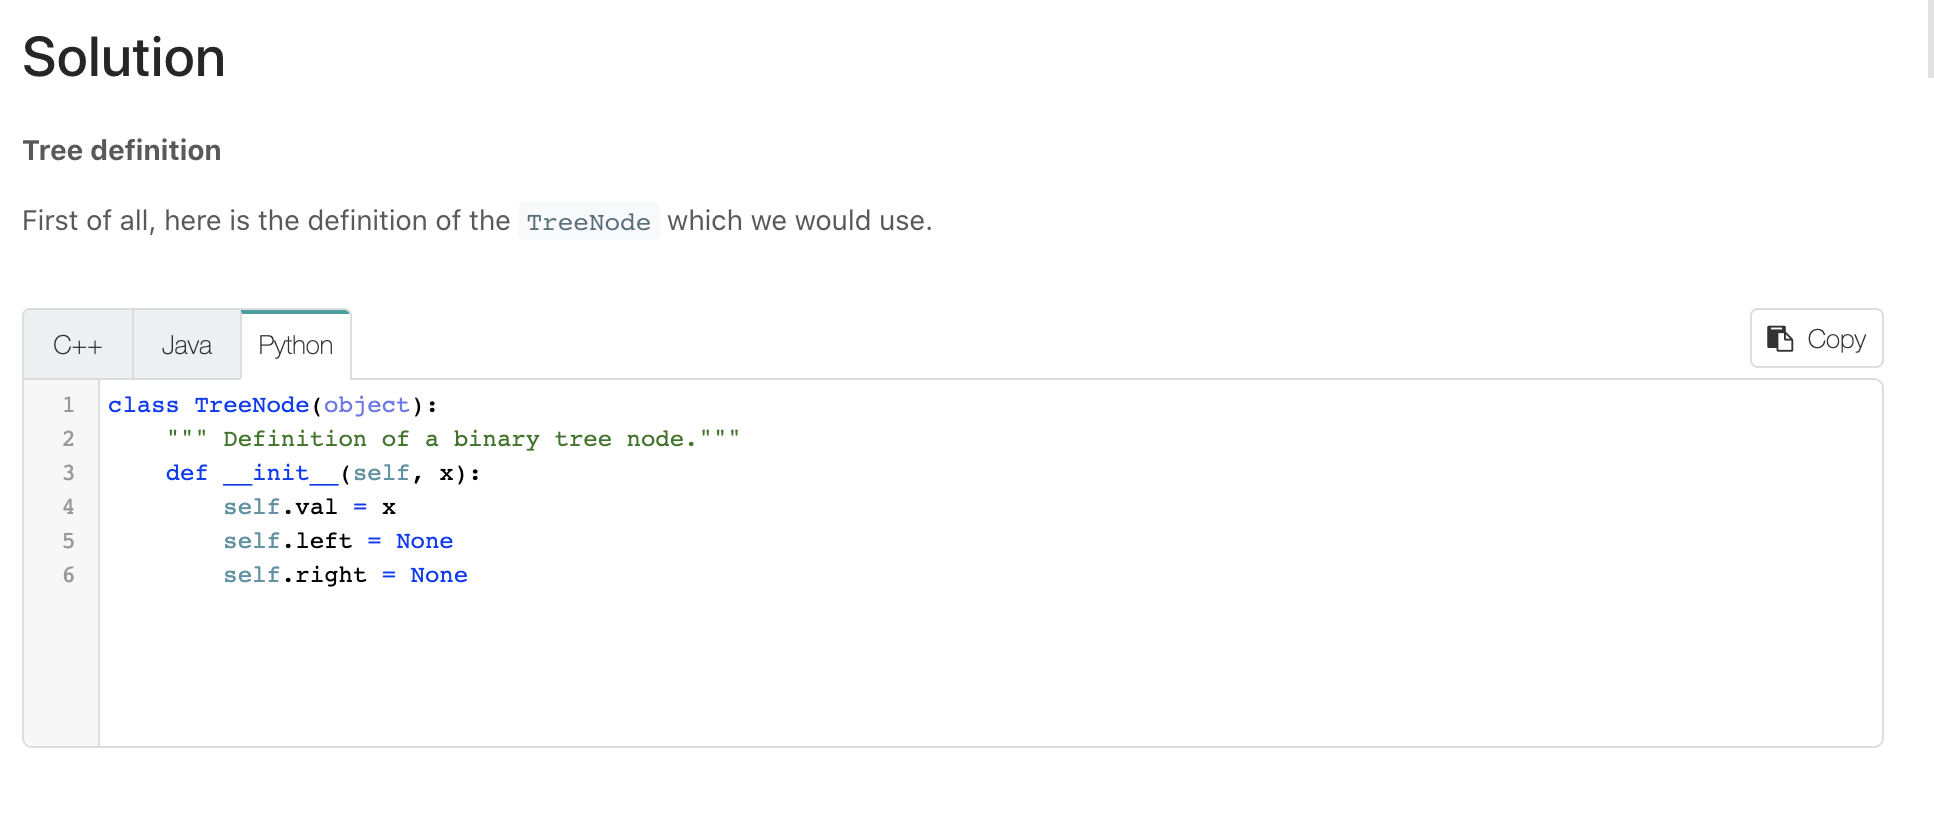 Solution
Tree definition
First of all, here is the definition of the TreeNode which we would use.
C++ Java Python Copy
1 class TreeNode(object):
2     """ Definition of a binary tree node."""
3     def __init__(self, x):
4         self.val = x
5         self.left = None
6         self.right = None